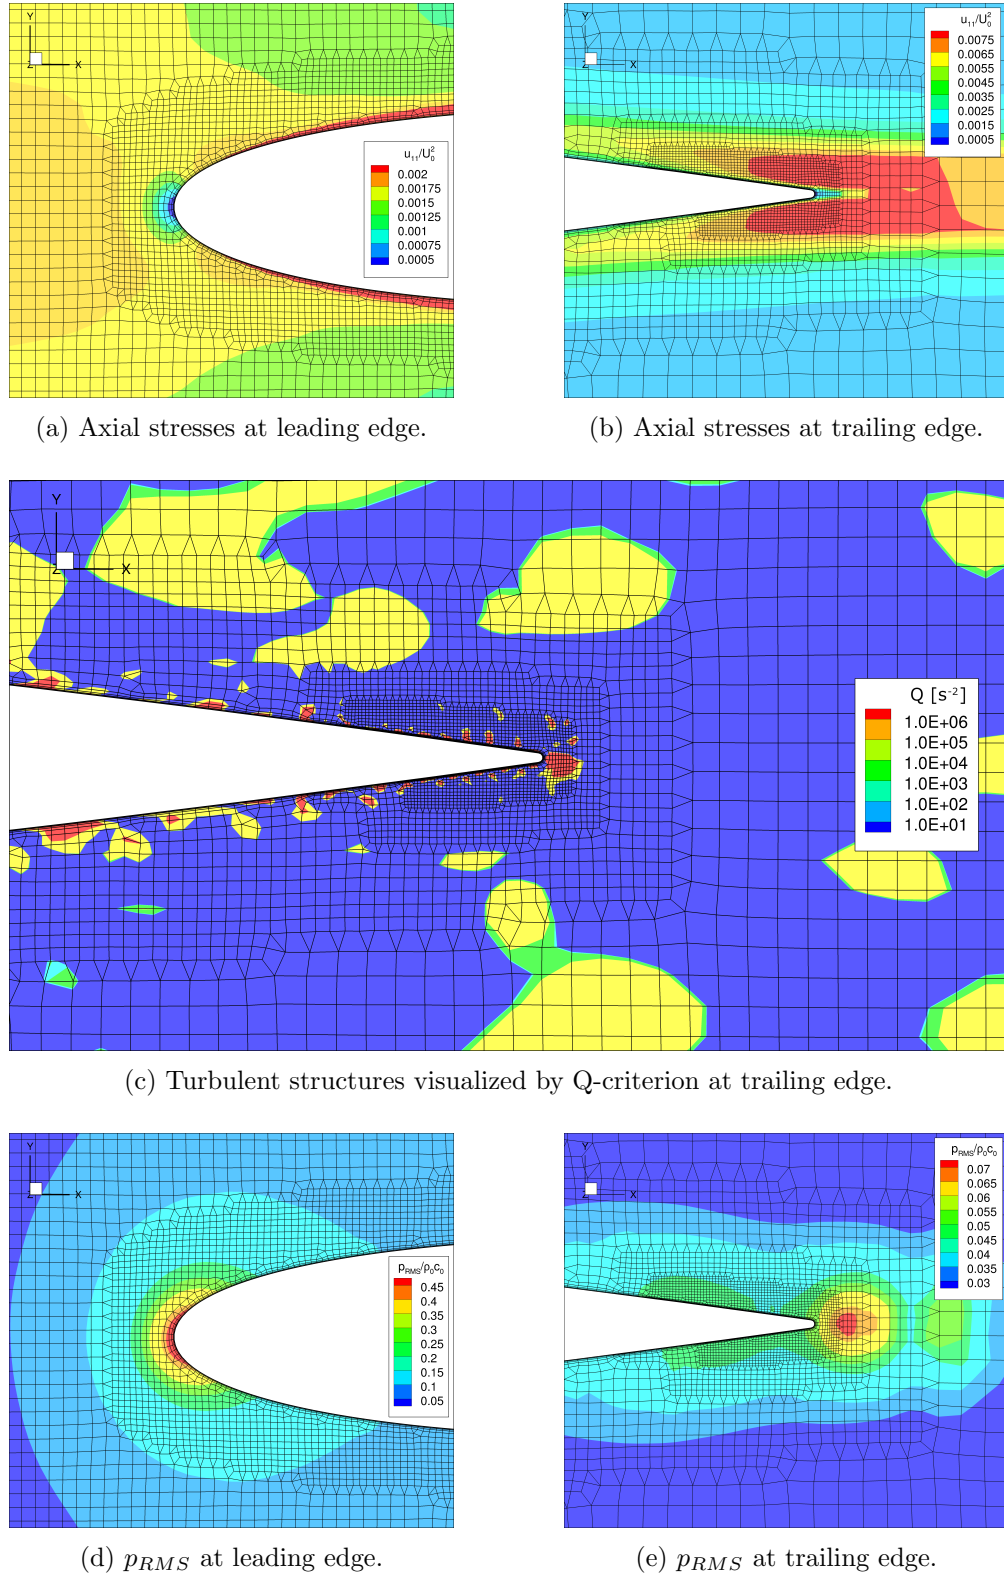 Y
Z X
u11/U0^2
0.002
0.00175
0.0015
0.00125
0.001
0.00075
0.0005
(a) Axial stresses at leading edge.
Y
Z X
u11/U0^2
0.0075
0.0065
0.0055
0.0045
0.0035
0.0025
0.0015
0.0005
(b) Axial stresses at trailing edge.
Y
Z X
Q [s-2]
1.0E+06
1.0E+05
1.0E+04
1.0E+03
1.0E+02
1.0E+01
(c) Turbulent structures visualized by Q-criterion at trailing edge.
Y
Z X
pRMS/ρ0c0
0.45
0.4
0.35
0.3
0.25
0.2
0.15
0.1
0.05
(d) pRMS at leading edge.
Y
Z X
pRMS/ρ0c0
0.07
0.065
0.06
0.055
0.05
0.045
0.04
0.035
0.03
(e) pRMS at trailing edge.